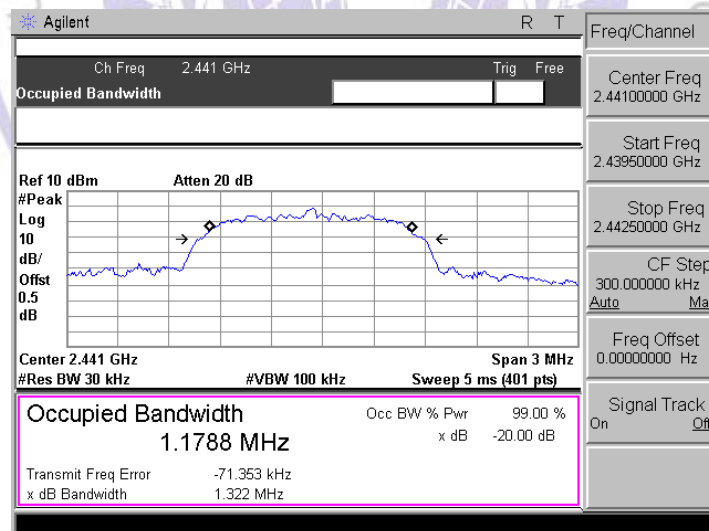 Agilent R T
Ch Freq 2.441 GHz Trig Free
Occupied Bandwidth
Ref 10 dBm Atten 20 dB
#Peak
Log
10
dB/
Offst
0.5
dB
Center 2.441 GHz Span 3 MHz
#Res BW 30 kHz #VBW 100 kHz Sweep 5 ms (401 pts)
Occupied Bandwidth
1.1788 MHz
Occ BW % Pwr 99.00 %
x dB -20.00 dB
Transmit Freq Error -71.353 kHz
x dB Bandwidth 1.322 MHz
Freq/Channel
Center Freq
2.44100000 GHz
Start Freq
2.43950000 GHz
Stop Freq
2.44250000 GHz
CF Step
300.000000 kHz
Auto Ma
Freq Offset
0.00000000 Hz
Signal Track
On Off